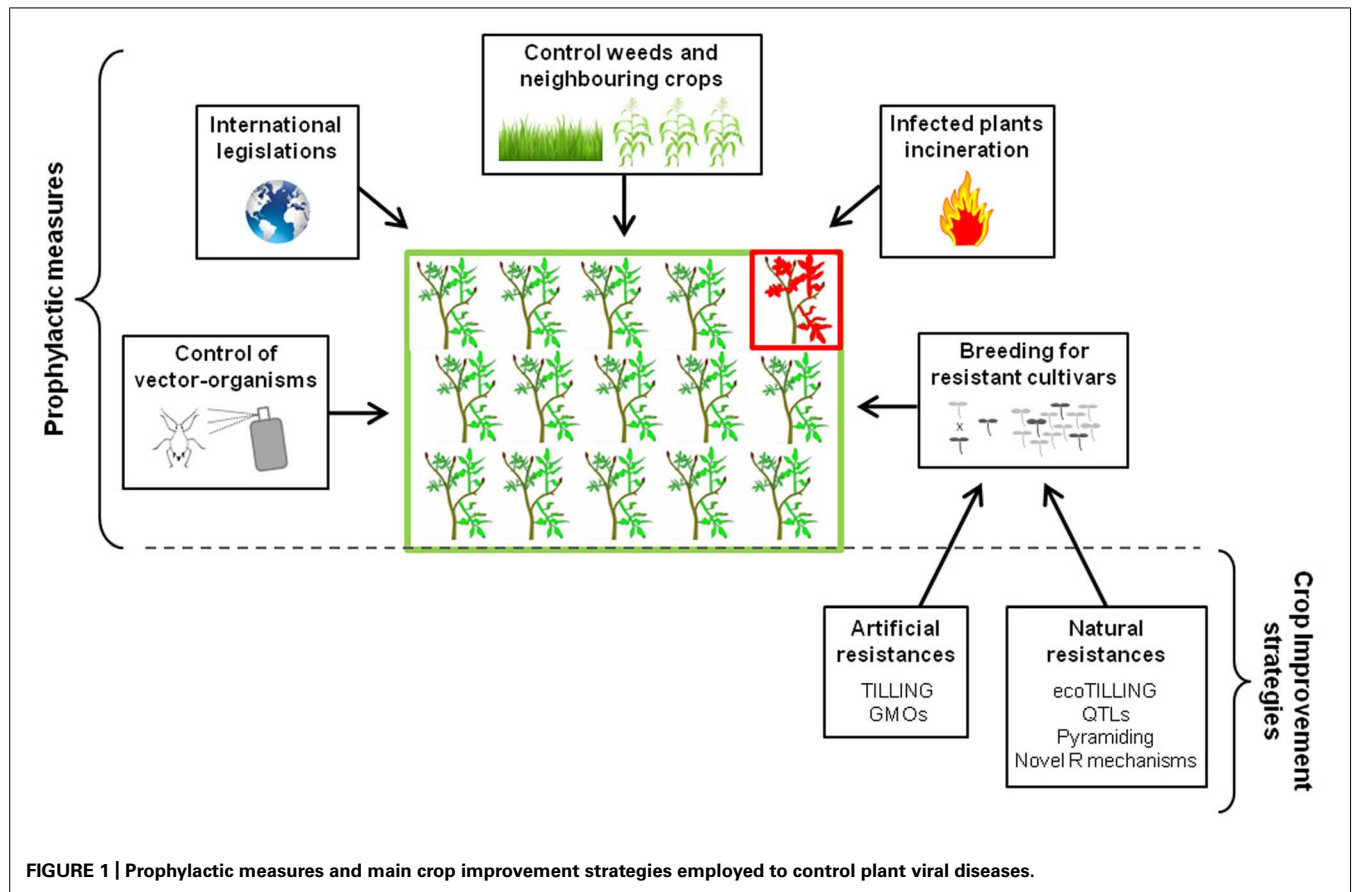 Prophylactic measures
International
legislations
Control weeds and
neighbouring crops
Infected plants
incineration
Control of
vector-organisms
Breeding for
resistant cultivars
x
Artificial
resistances
TILLING
GMOs
Natural
resistances
ecoTILLING
QTLs
Pyramiding
Novel R mechanisms
Crop Improvement
strategies
FIGURE 1 | Prophylactic measures and main crop improvement strategies employed to control plant viral diseases.